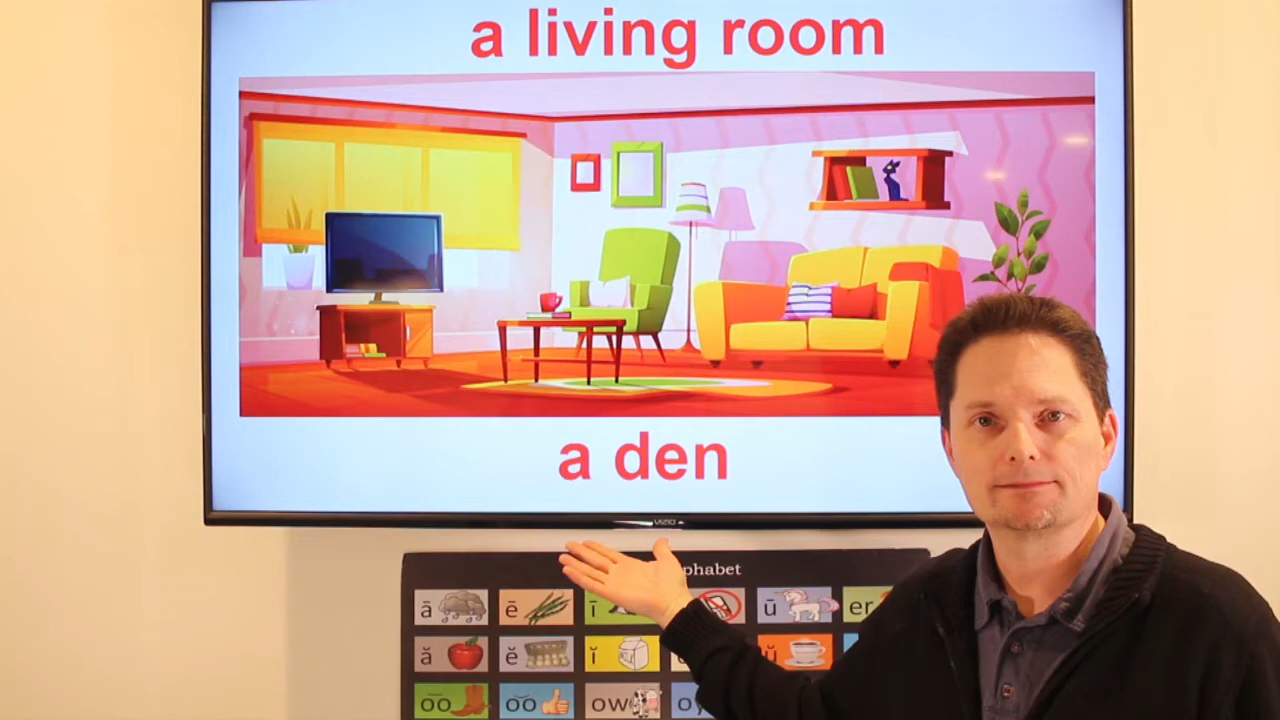 a living room
a den
VIZIO
phabet
ā ē ī ū er
ă ĕ ĭ ŭ
o͞o o͝o ow